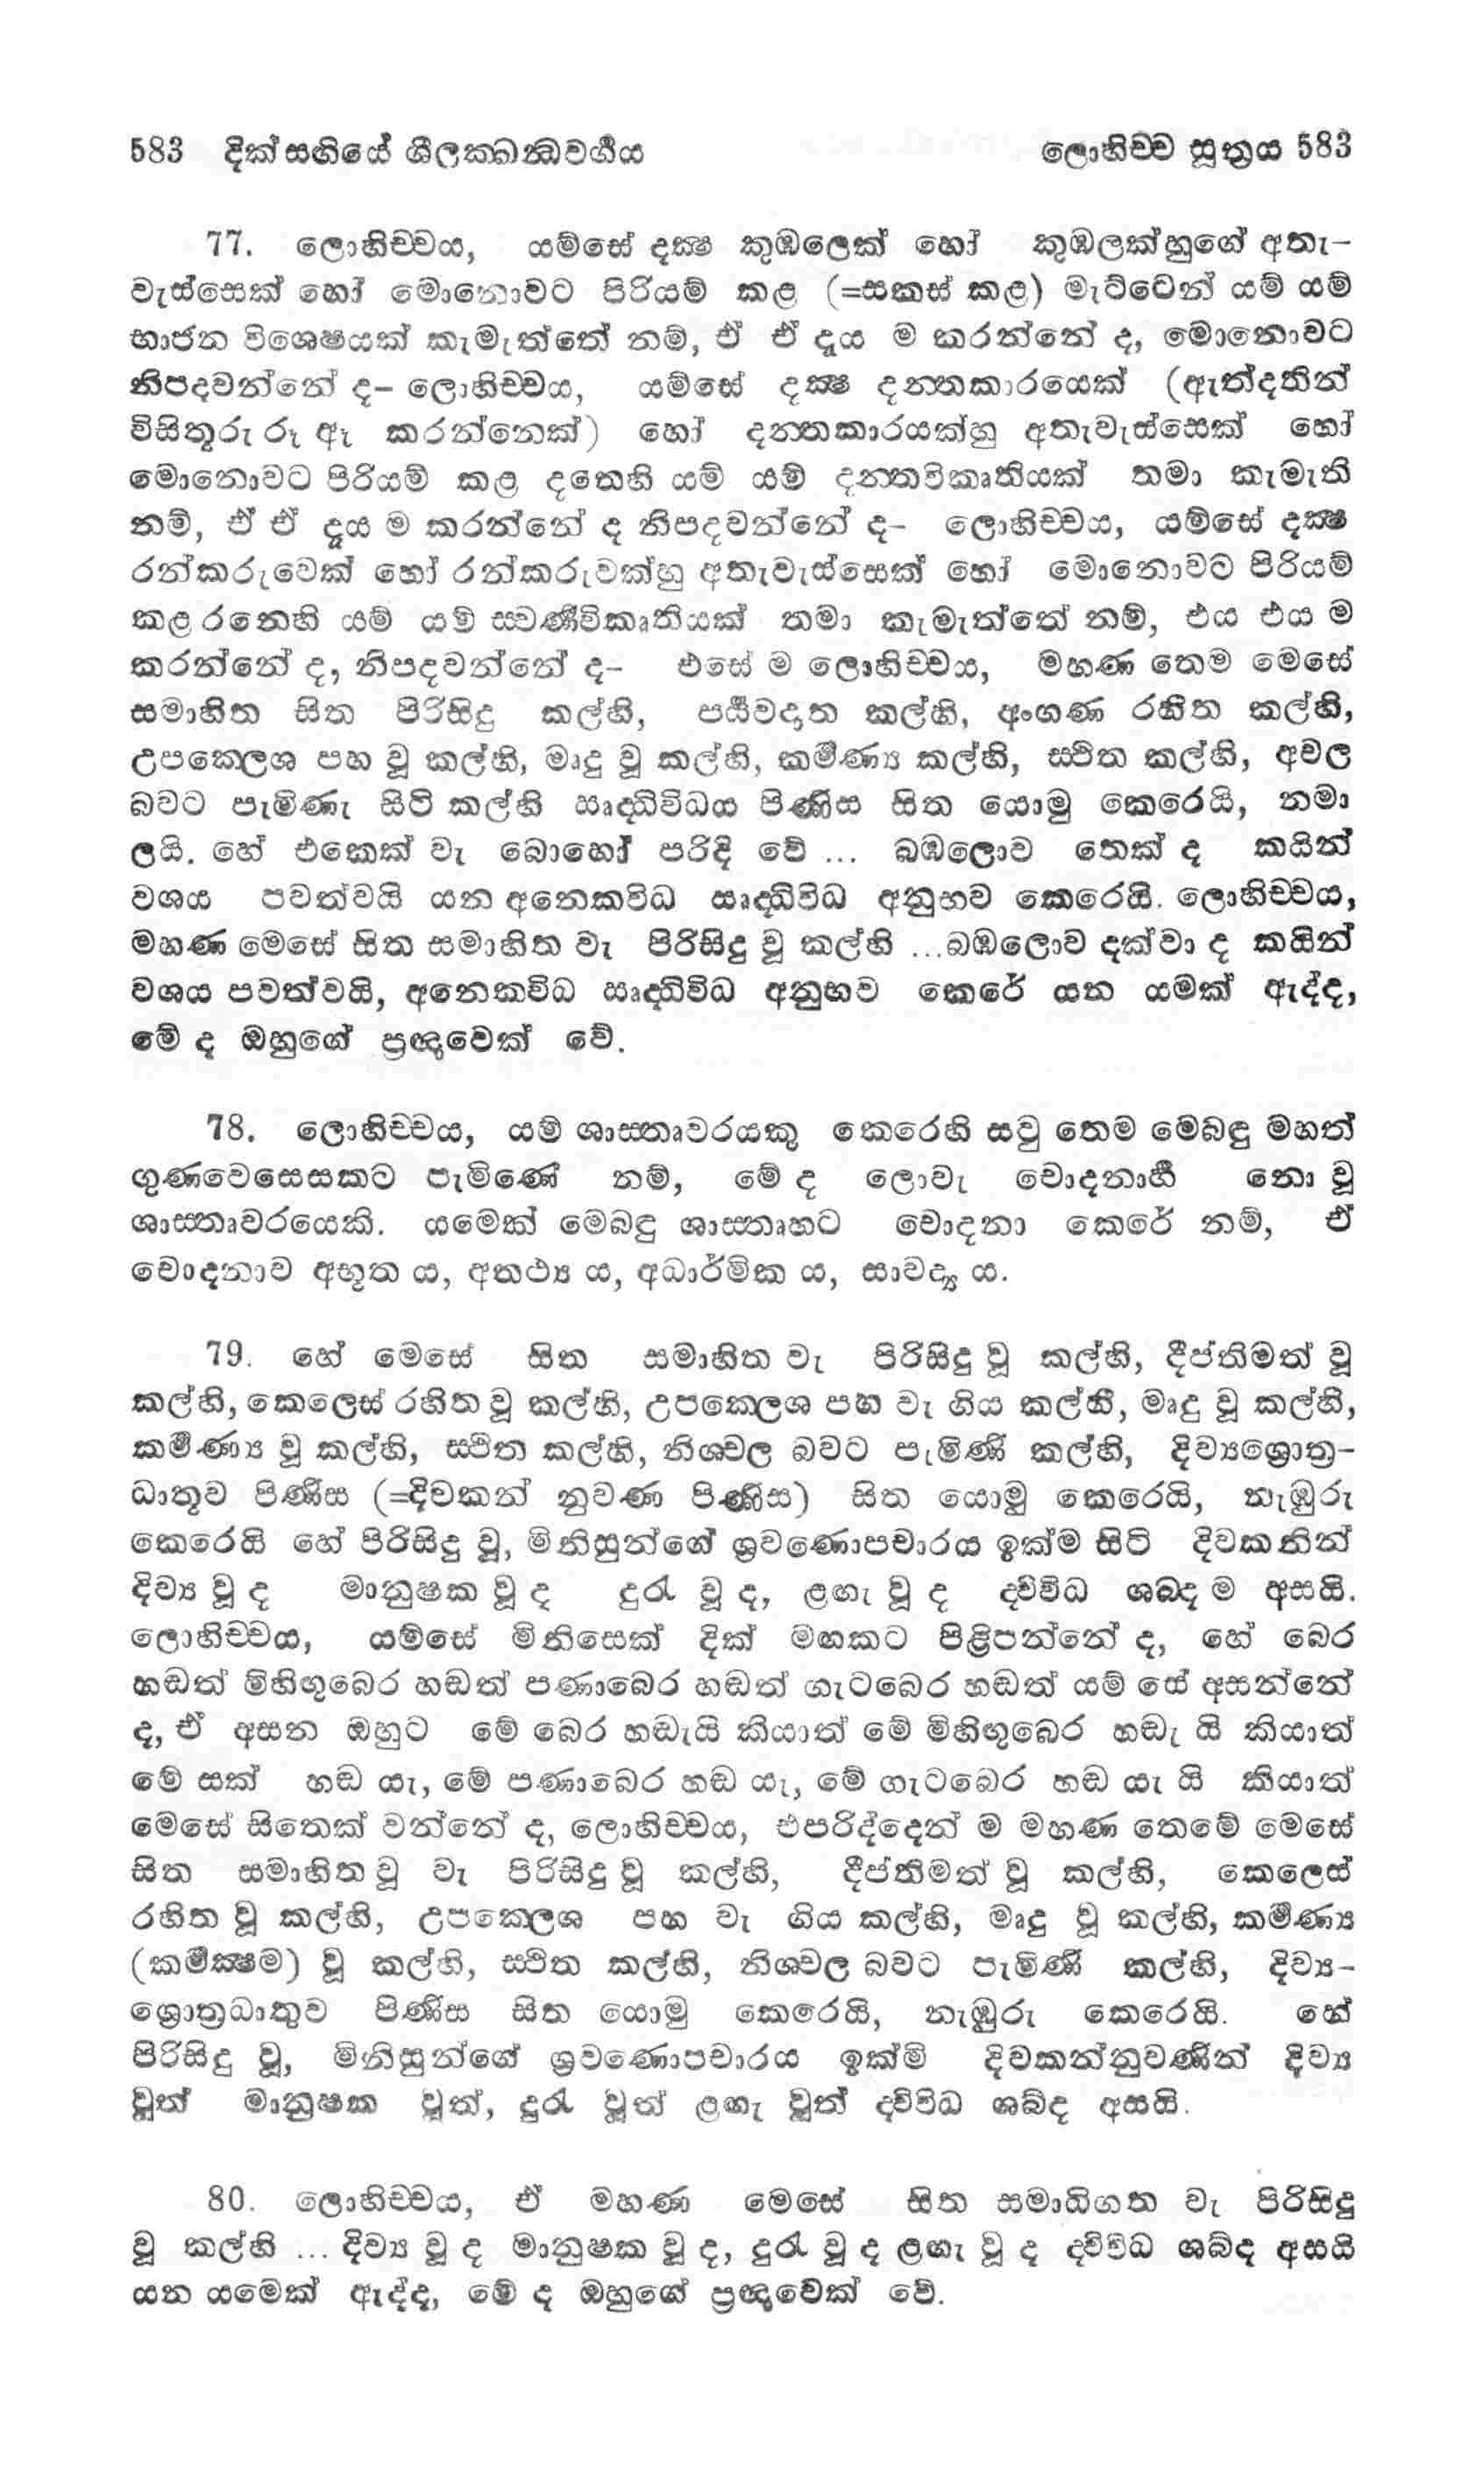 583 දික්සඟියේ ශීලක්ඛන්ධවර්ගය ලොහිච්ච සූත්‍රය 583
77. ලොහිච්චය, යම්සේ දක්ෂ කුඹලෙක් හෝ කුඹලක්හුගේ අතැ-
වැස්සෙක් හෝ මොනොවට පිරියම් කළ (=සකස් කළ) මැට්ටෙන් යම් යම්
භාජන විශෙෂයක් කැමැත්තේ නම්, ඒ ඒ දෑය ම කරන්නේ ද, මොනොවට
නිපදවන්නේ ද- ලොහිච්චය, යම්සේ දක්ෂ දන්තකාරයෙක් (ඇත්දතින්
විසිතුරු රූ ඈ කරන්නෙක්) හෝ දන්තකාරයක්හු අතැවැස්සෙක් හෝ
මොනොවට පිරියම් කළ දතෙහි යම් යම් දන්තවිකෘතියක් තමා කැමැති
නම්, ඒ ඒ දෑය ම කරන්නේ ද නිපදවන්නේ ද- ලොහිච්චය, යම්සේ දක්ෂ
රන්කරුවෙක් හෝ රන්කරුවක්හු අතැවැස්සෙක් හෝ මොනොවට පිරියම්
කළ රනෙහි යම් යම් ස්වර්ණවිකෘතියක් තමා කැමැත්තේ නම්, එය එය ම
කරන්නේ ද, නිපදවන්නේ ද- එසේ ම ලොහිච්චය, මහණ තෙම මෙසේ
සමාහිත සිත පිරිසිදු කල්හි, පර්‍ය්‍යවදාත කල්හි, අංගණ රහිත කල්හි,
උපක්ලෙශ පහ වූ කල්හි, මෘදු වූ කල්හි, කර්මණ්‍ය කල්හි, ස්ථිත කල්හි, අචල
බවට පැමිණැ සිටි කල්හි ඍද්ධිවිධය පිණිස සිත යොමු කෙරෙයි, නමා
ලයි. හේ එකෙක් වැ බොහෝ පරිදි වේ ... බඹලොව තෙක් ද කයින්
වශය පවත්වයි යන අනෙකවිධ ඍද්ධිවිධ අනුභව කෙරෙයි. ලොහිච්චය,
මහණ මෙසේ සිත සමාහිත වැ පිරිසිදු වූ කල්හි ...බඹලොව දක්වා ද කයින්
වශය පවත්වයි, අනෙකවිධ ඍද්ධිවිධ අනුභව කෙරේ යන යමක් ඇද්ද,
මේ ද ඔහුගේ ප්‍රඥාවෙක් වේ.
78. ලොහිච්චය, යම් ශාස්තෘවරයකු කෙරෙහි සවු තෙම මෙබඳු මහත්
ගුණවෙසෙසකට පැමිණේ නම්, මේ ද ලොවැ චොදනාර්හ නො වූ
ශාස්තෘවරයෙකි. යමෙක් මෙබඳු ශාස්තෘහට චොදනා කෙරේ නම්, ඒ
චොදනාව අභූත ය, අතථ්‍ය ය, අධාර්මික ය, සාවද්‍ය ය.
79. හේ මෙසේ සිත සමාහිත වැ පිරිසිදු වූ කල්හි, දීප්තිමත් වූ
කල්හි, කෙලෙස් රහිත වූ කල්හි, උපක්ලෙශ පහ වැ ගිය කල්හී, මෘදු වූ කල්හි,
කර්මණ්‍ය වූ කල්හි, ස්ථිත කල්හි, නිශ්චල බවට පැමිණි කල්හි, දිව්‍යශ්‍රොත්‍ර-
ධාතුව පිණිස (=දිවකන් නුවණ පිණිස) සිත යොමු කෙරෙයි, නැඹුරු
කෙරෙයි හේ පිරිසිදු වූ, මිනිසුන්ගේ ශ්‍රවණොපචාරය ඉක්ම සිටි දිවකනින්
දිව්‍ය වූ ද මානුෂක වූ ද දුරැ වූ ද, ළඟැ වූ ද ද්විවිධ ශබ්ද ම අසයි.
ලොහිච්චය, යම්සේ මිනිසෙක් දික් මඟකට පිළිපන්නේ ද, හේ බෙර
හඬත් මිහිඟුබෙර හඬත් පණාබෙර හඬත් ගැටබෙර හඬත් යම් සේ අසන්නේ
ද, ඒ අසන ඔහුට මේ බෙර හඬැයි කියාත් මේ මිහිඟුබෙර හඬැ යි කියාත්
මේ සක් හඬ යැ, මේ පණාබෙර හඬ යැ, මේ ගැටබෙර හඬ යැ යි කියාත්
මෙසේ සිතෙක් වන්නේ ද, ලොහිච්චය, එපරිද්දෙන් ම මහණ තෙමේ මෙසේ
සිත සමාහිත වූ වැ පිරිසිදු වූ කල්හි, දීප්තිමත් වූ කල්හි, කෙලෙස්
රහිත වූ කල්හි, උපක්ලෙශ පහ වැ ගිය කල්හි, මෘදු වූ කල්හි, කර්මණ්‍ය
(කර්මක්ෂම) වූ කල්හි, ස්ථිත කල්හි, නිශ්චල බවට පැමිණි කල්හි, දිව්‍ය-
ශ්‍රොත්‍රධාතුව පිණිස සිත යොමු කෙරෙයි, නැඹුරු කෙරෙයි. හේ
පිරිසිදු වූ, මිනිසුන්ගේ ශ්‍රවණොපචාරය ඉක්මි දිවකන්නුවණින් දිව්‍ය
වූත් මානුෂක වූත්, දුරැ වූත් ළඟැ වූත් ද්විවිධ ශබ්ද අසයි.
80. ලොහිච්චය, ඒ මහණ මෙසේ සිත සමාධිගත වැ පිරිසිදු
වූ කල්හි ... දිව්‍ය වූ ද මානුෂක වූ ද, දුරැ වූ ද ළඟැ වූ ද ද්විවිධ ශබ්ද අසයි
යන යමෙක් ඇද්ද, මේ ද ඔහුගේ ප්‍රඥාවෙක් වේ.